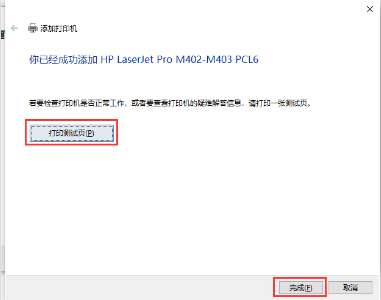 添加打印机
你已经成功添加 HP LaserJet Pro M402-M403 PCL6
若要检查打印机是否正常工作，或者要查看打印机的疑难解答信息，请打印一张测试页。
打印测试页(P)
完成(F)
取消